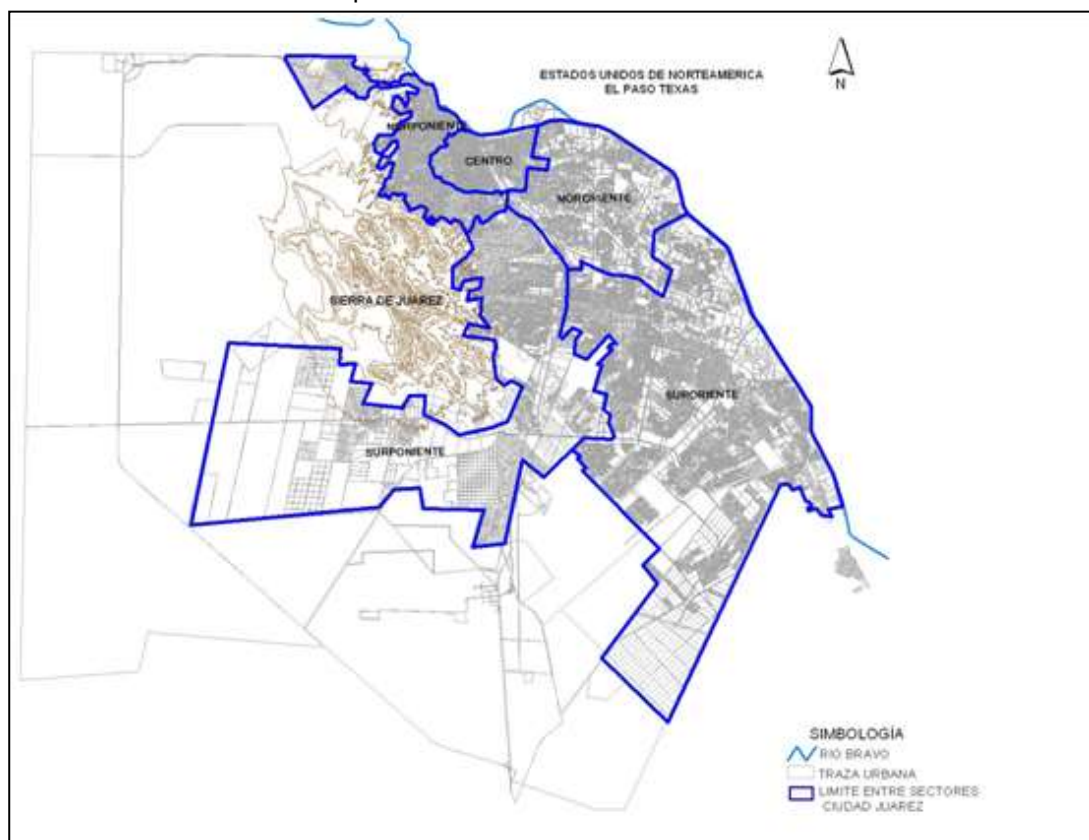 N
ESTADOS UNIDOS DE NORTEAMERICA
EL PASO TEXAS
NORPONIENTE
CENTRO
NORORIENTE
SIERRA DE JUAREZ
SURORIENTE
SURPONIENTE
SIMBOLOGÍA
RIO BRAVO
TRAZA URBANA
LIMITE ENTRE SECTORES
CIUDAD JUAREZ